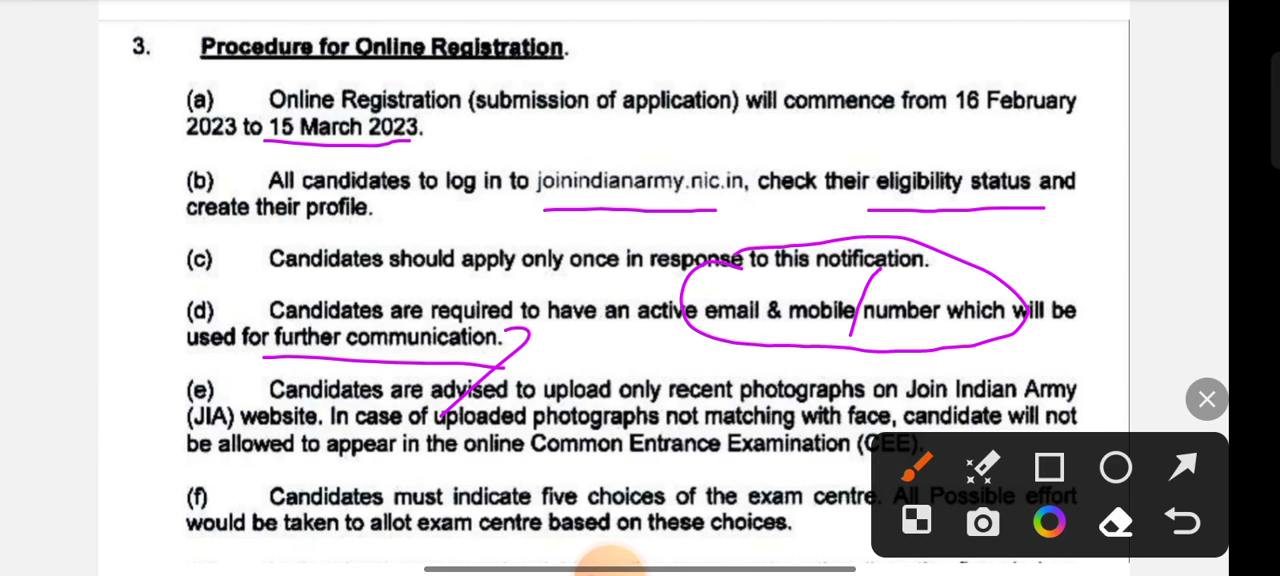 3. Procedure for Online Registration.
(a) Online Registration (submission of application) will commence from 16 February
2023 to 15 March 2023.
(b) All candidates to log in to joinindianarmy.nic.in, check their eligibility status and
create their profile.
(c) Candidates should apply only once in response to this notification.
(d) Candidates are required to have an active email & mobile number which will be
used for further communication.
(e) Candidates are advised to upload only recent photographs on Join Indian Army
(JIA) website. In case of uploaded photographs not matching with face, candidate will not
be allowed to appear in the online Common Entrance Examination (CEE).
(f) Candidates must indicate five choices of the exam centre. All Possible effort
would be taken to allot exam centre based on these choices.